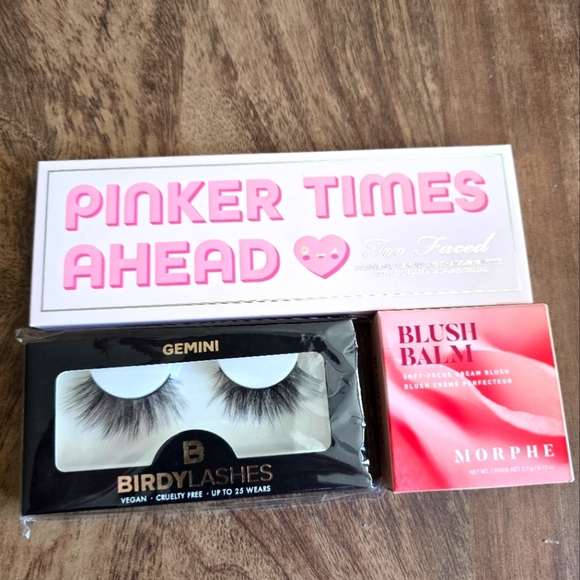 PINKER TIMES
AHEAD
Too Faced
GEMINI
B
BIRDYLASHES
VEGAN · CRUELTY FREE · UP TO 25 WEARS
BLUSH
BALM
SOFT-FOCUS CREAM BLUSH
BLUSH CRÈME PERFECTEUR
MORPHE